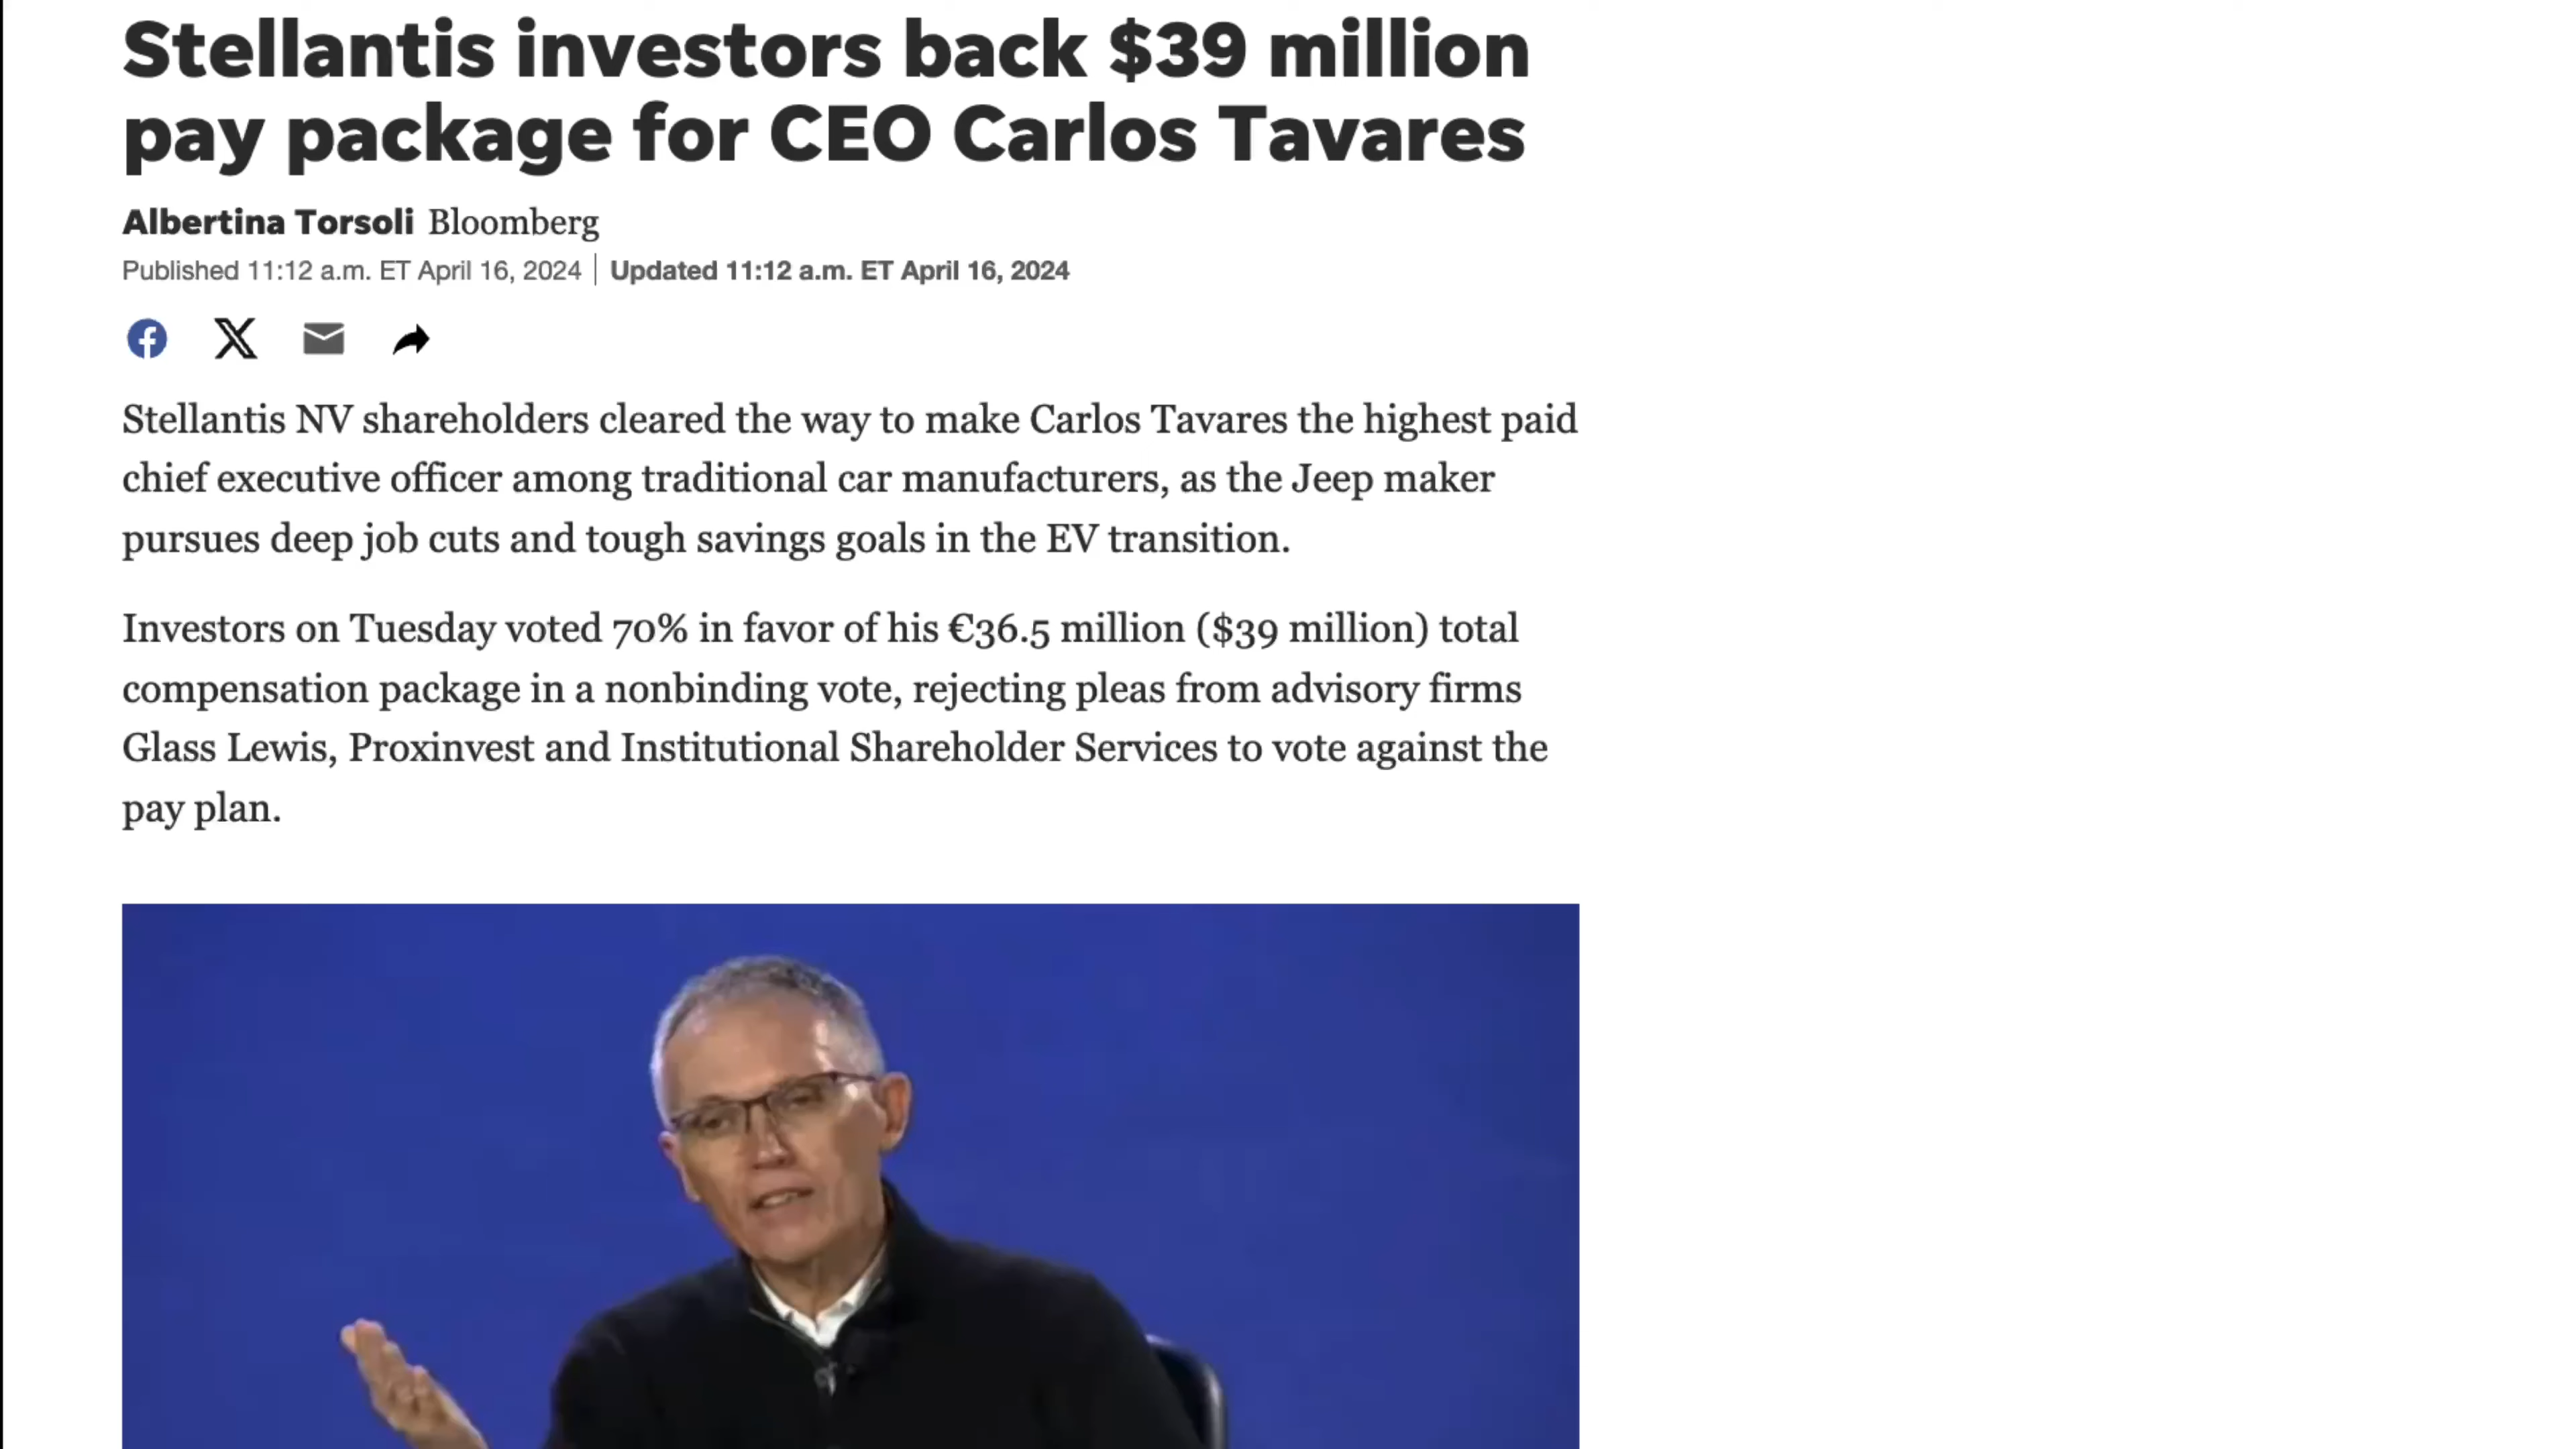 Stellantis investors back $39 million
pay package for CEO Carlos Tavares
Albertina Torsoli Bloomberg
Published 11:12 a.m. ET April 16, 2024 | Updated 11:12 a.m. ET April 16, 2024
Stellantis NV shareholders cleared the way to make Carlos Tavares the highest paid
chief executive officer among traditional car manufacturers, as the Jeep maker
pursues deep job cuts and tough savings goals in the EV transition.
Investors on Tuesday voted 70% in favor of his €36.5 million ($39 million) total
compensation package in a nonbinding vote, rejecting pleas from advisory firms
Glass Lewis, Proxinvest and Institutional Shareholder Services to vote against the
pay plan.